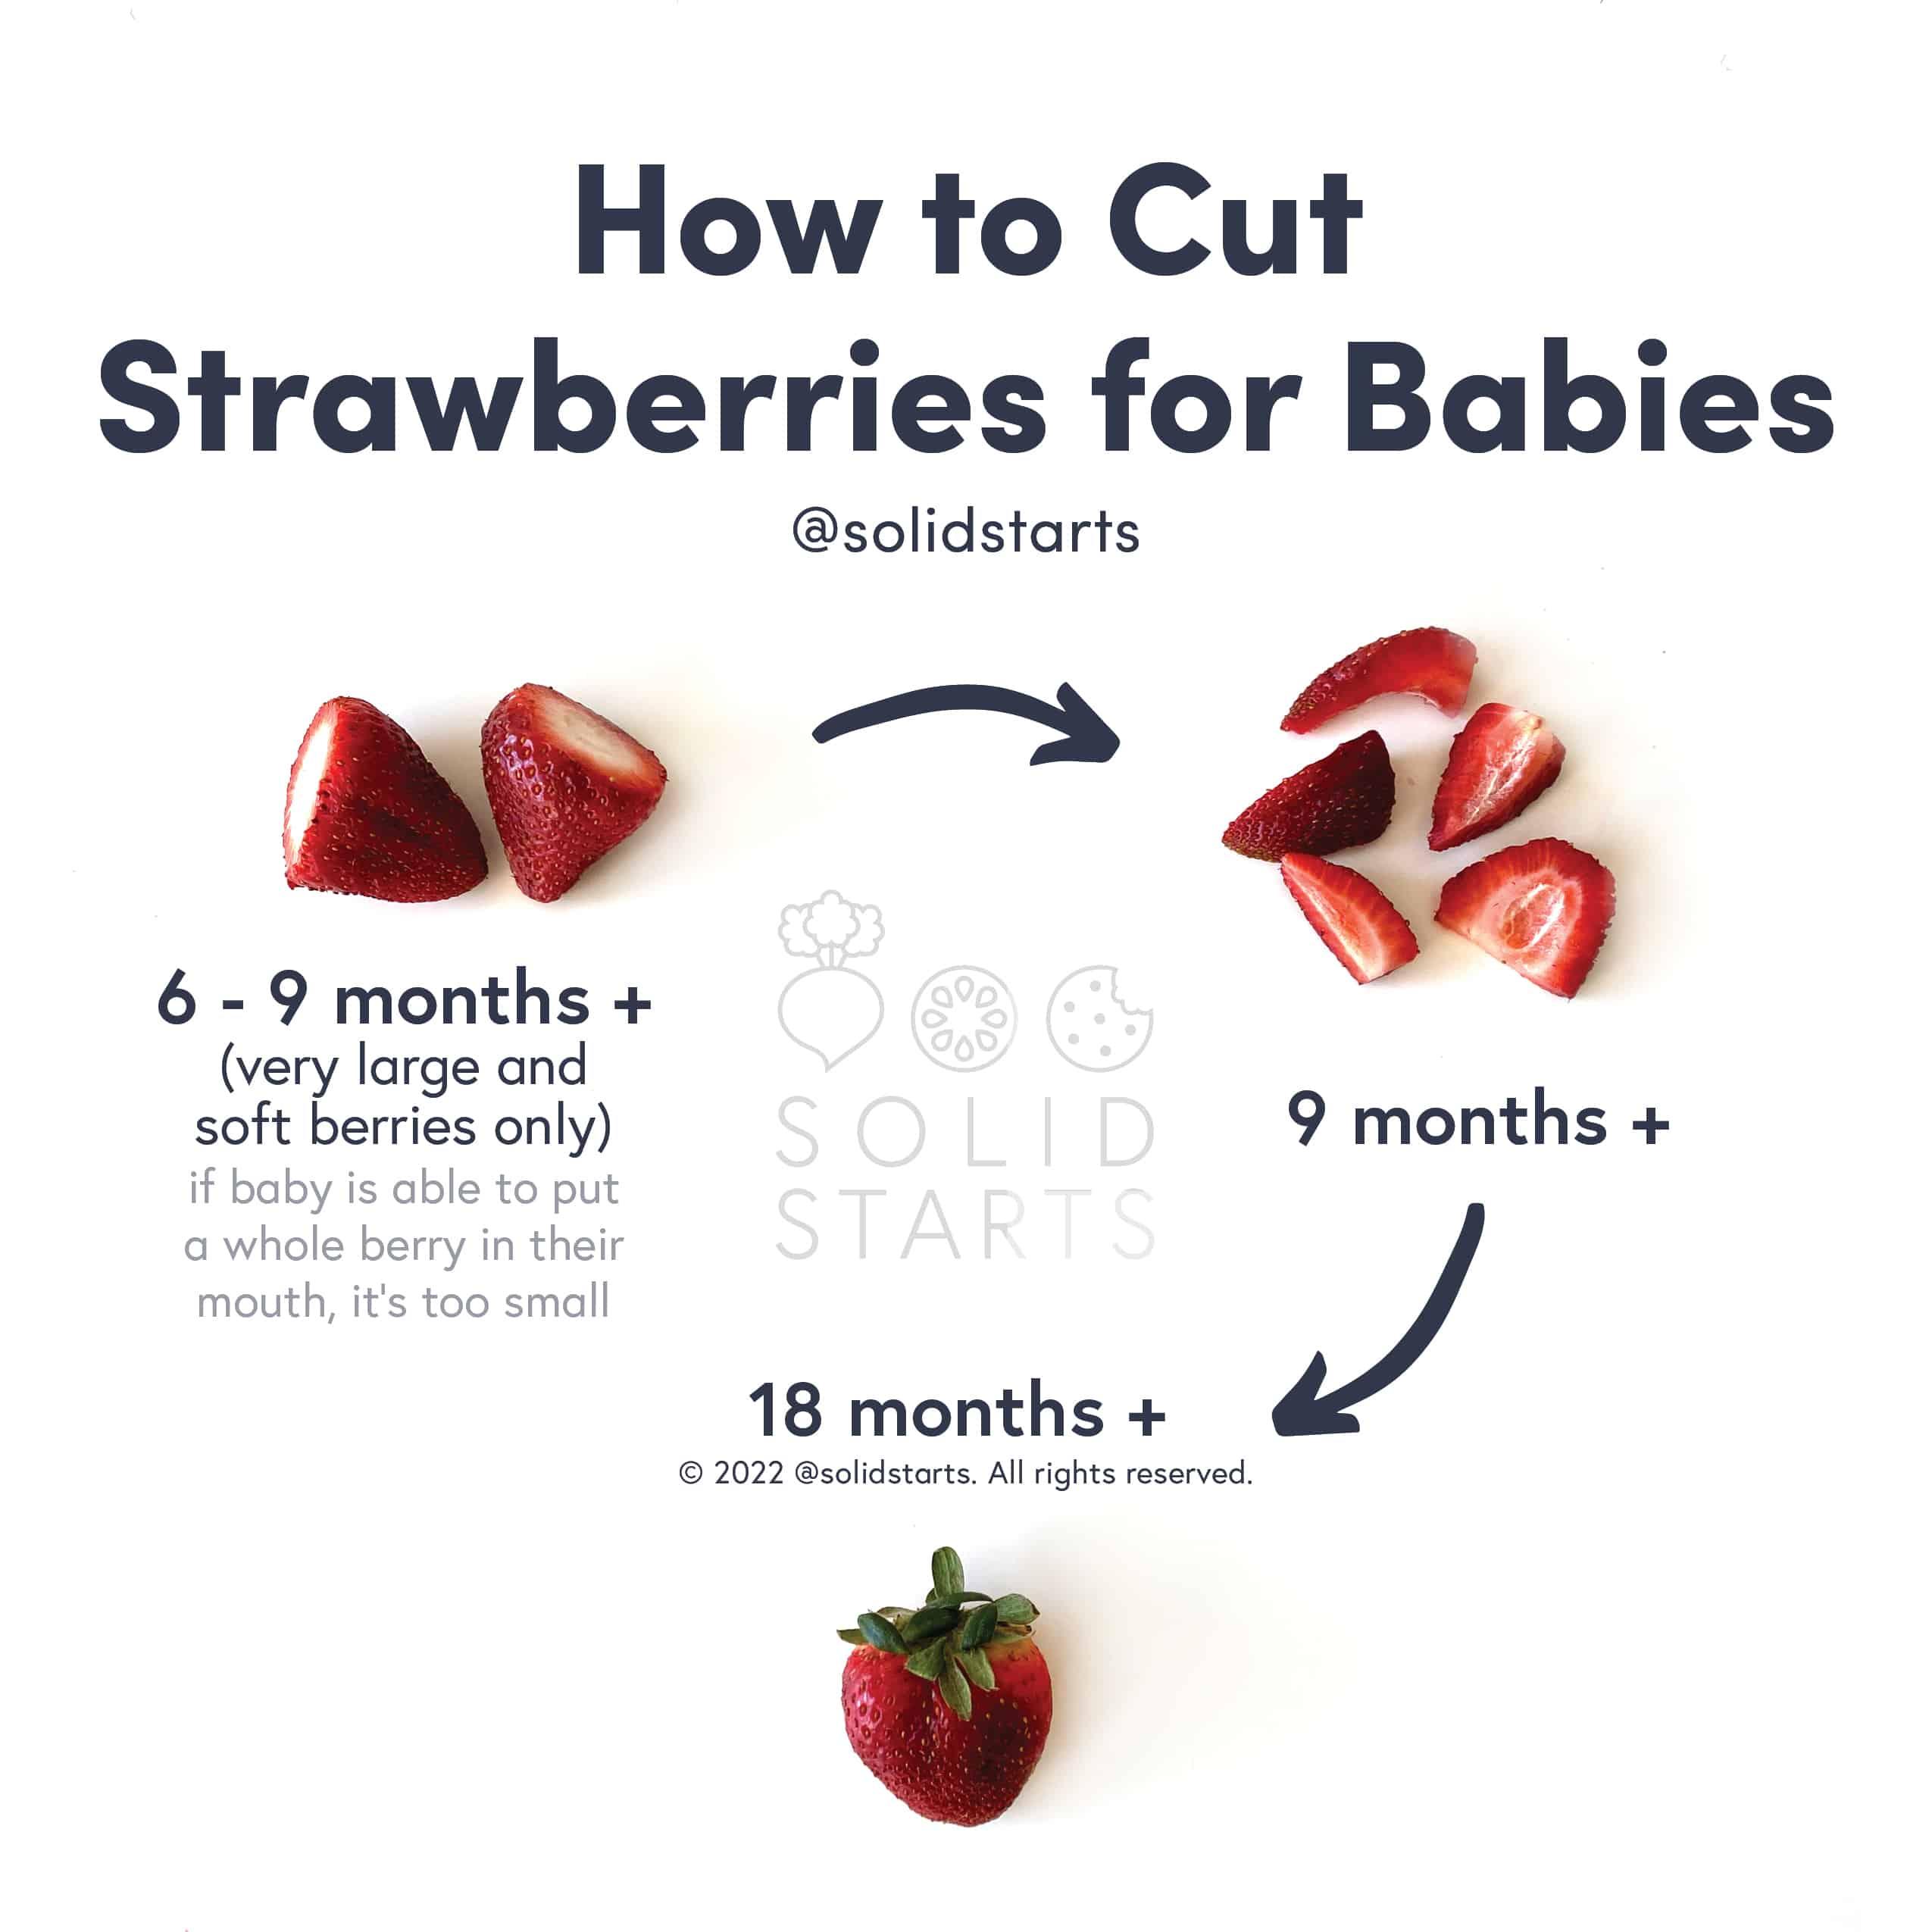 How to Cut
Strawberries for Babies
@solidstarts
6 - 9 months +
(very large and
soft berries only)
if baby is able to put
a whole berry in their
mouth, it's too small
SOLID
STARTS
9 months +
18 months +
© 2022 @solidstarts. All rights reserved.